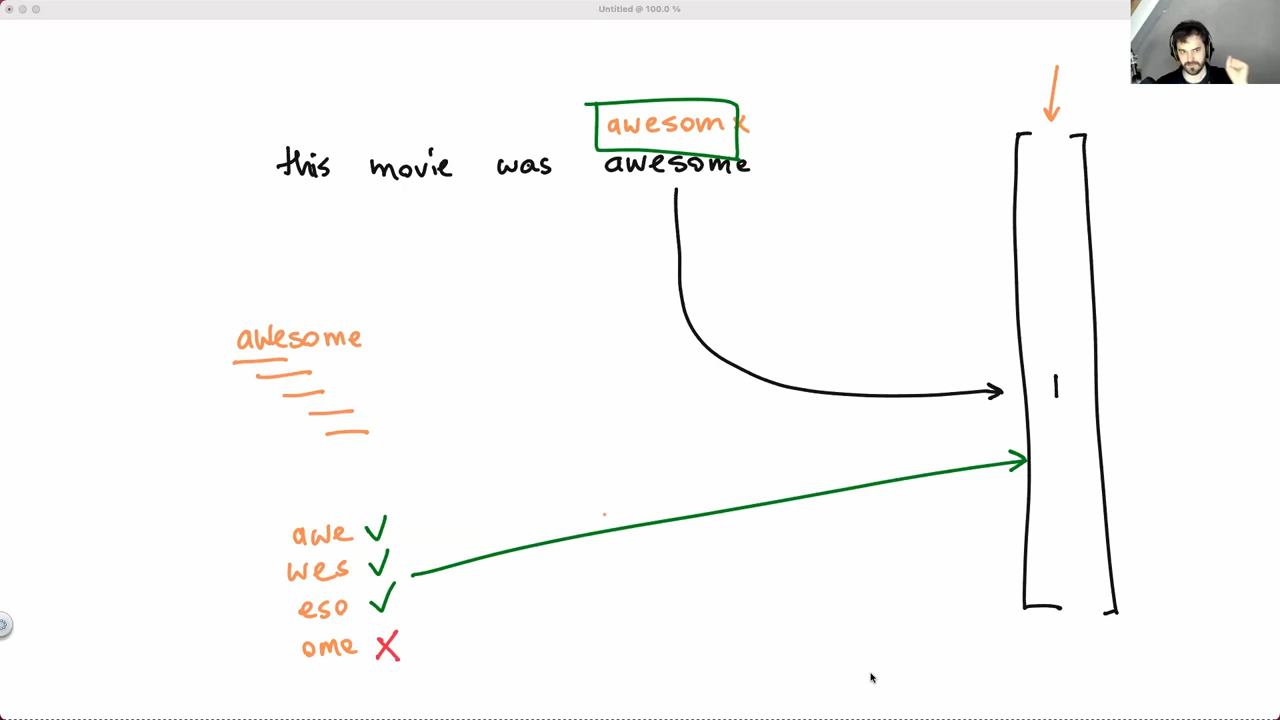 Untitled @ 100.0 %
awesomx
this movie was awesome
1
awesome
awe ✓
wes ✓
eso ✓
ome X